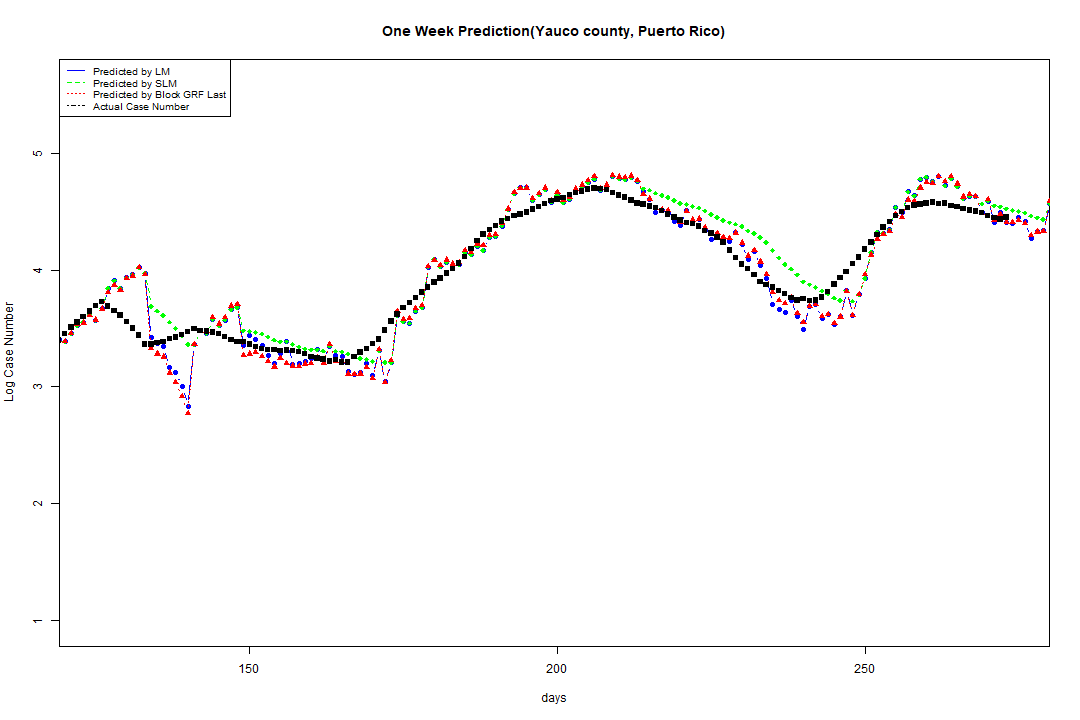 One Week Prediction(Yauco county, Puerto Rico)
Predicted by LM
Predicted by SLM
Predicted by Block GRF Last
Actual Case Number
5
4
3
2
1
Log Case Number
150
200
250
days